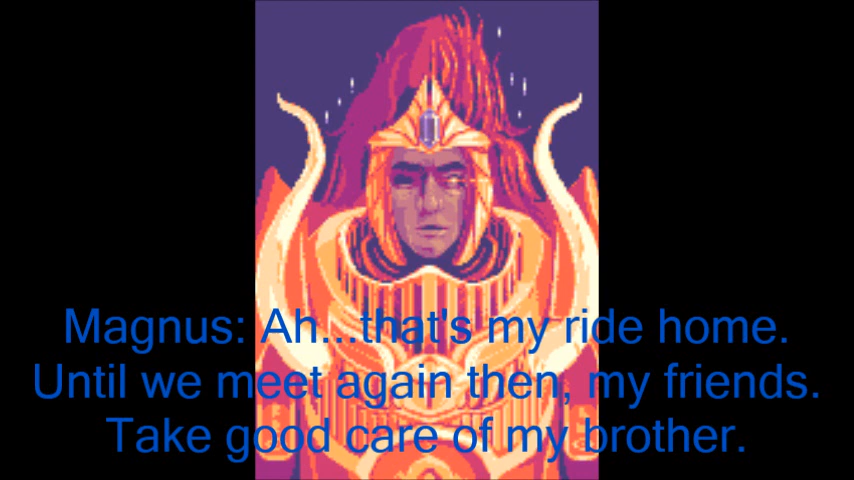 Magnus: Ah...that's my ride home.
Until we meet again then, my friends.
Take good care of my brother.